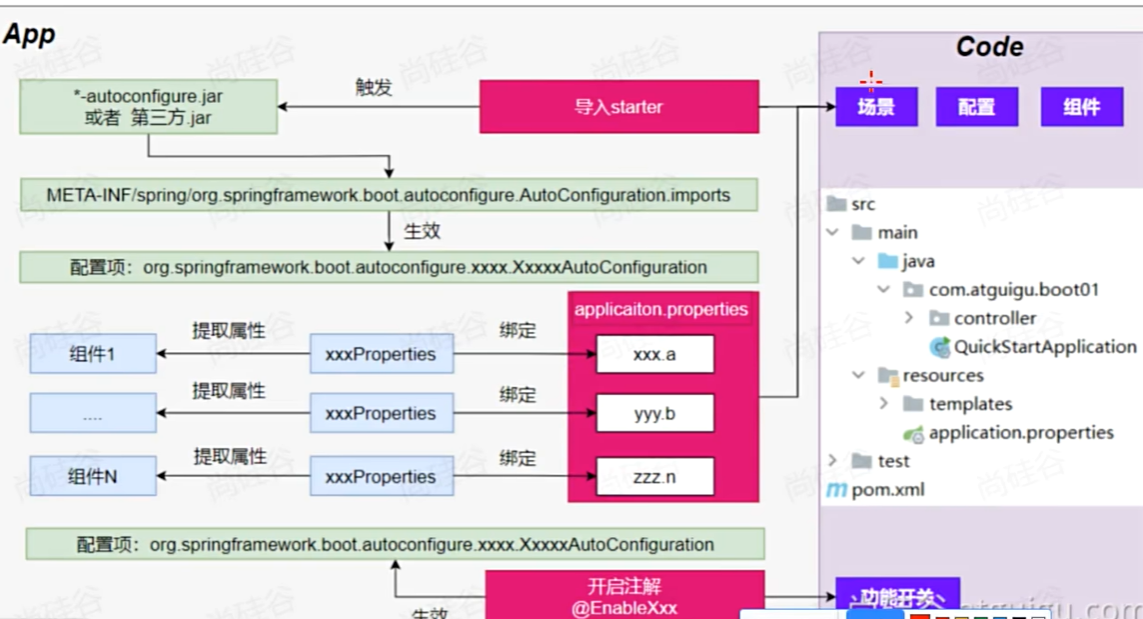 App
Code
*-autoconfigure.jar
或者 第三方.jar
触发
导入starter
场景
配置
组件
META-INF/spring/org.springframework.boot.autoconfigure.AutoConfiguration.imports
生效
配置项：org.springframework.boot.autoconfigure.xxxx.XxxxxAutoConfiguration
applicaiton.properties
组件1
提取属性
xxxProperties
绑定
xxx.a
....
提取属性
xxxProperties
绑定
yyy.b
组件N
提取属性
xxxProperties
绑定
zzz.n
配置项：org.springframework.boot.autoconfigure.xxxx.XxxxxAutoConfiguration
生效
开启注解
@EnableXxx
src
main
java
com.atguigu.boot01
controller
QuickStartApplication
resources
templates
application.properties
test
pom.xml
功能开关
尚硅谷